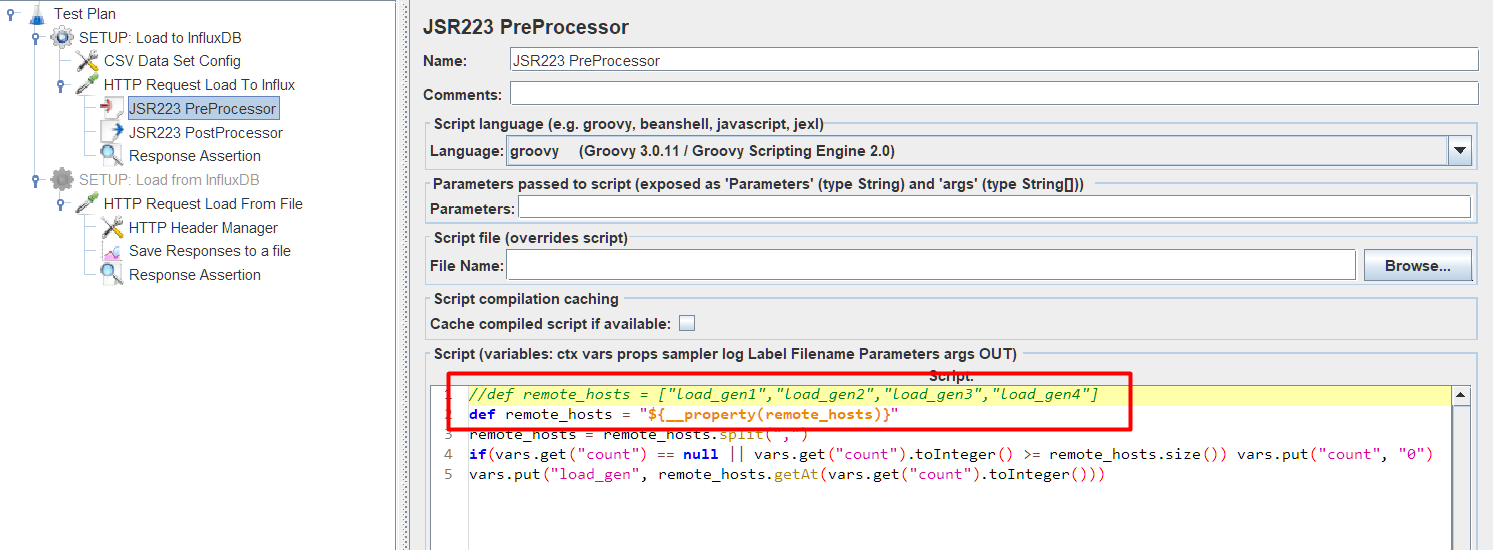 Test Plan
SETUP: Load to InfluxDB
CSV Data Set Config
HTTP Request Load To Influx
JSR223 PreProcessor
JSR223 PostProcessor
Response Assertion
SETUP: Load from InfluxDB
HTTP Request Load From File
HTTP Header Manager
Save Responses to a file
Response Assertion
JSR223 PreProcessor
Name: JSR223 PreProcessor
Comments:
Script language (e.g. groovy, beanshell, javascript, jexl)
Language: groovy (Groovy 3.0.11 / Groovy Scripting Engine 2.0)
Parameters passed to script (exposed as 'Parameters' (type String) and 'args' (type String[]))
Parameters:
Script file (overrides script)
File Name: Browse...
Script compilation caching
Cache compiled script if available:
Script (variables: ctx vars props sampler log Label Filename Parameters args OUT)
Script:
1 //def remote_hosts = ["load_gen1","load_gen2","load_gen3","load_gen4"]
2 def remote_hosts = "${__property(remote_hosts)}"
3 remote_hosts = remote_hosts.split(",")
4 if(vars.get("count") == null || vars.get("count").toInteger() >= remote_hosts.size()) vars.put("count", "0")
5 vars.put("load_gen", remote_hosts.getAt(vars.get("count").toInteger()))